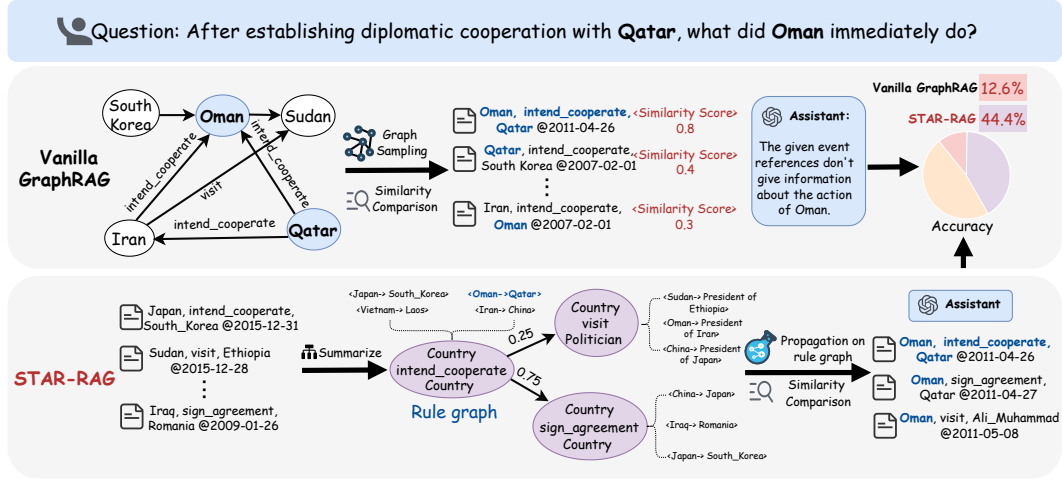 Question: After establishing diplomatic cooperation with Qatar, what did Oman immediately do?
Vanilla
GraphRAG
South
Korea
Oman
Sudan
Iran
Qatar
intend_cooperate
visit
intend_cooperate
intend_cooperate
Graph
Sampling
Similarity
Comparison
Oman, intend_cooperate,
Qatar @2011-04-26
<Similarity Score>
0.8
Qatar, intend_cooperate,
South Korea @2007-02-01
<Similarity Score>
0.4
Iran, intend_cooperate,
Oman @2007-02-01
<Similarity Score>
0.3
Assistant:
The given event
references don't
give information
about the action
of Oman.
Vanilla GraphRAG 12.6%
STAR-RAG 44.4%
Accuracy
STAR-RAG
Japan, intend_cooperate,
South_Korea @2015-12-31
Sudan, visit, Ethiopia
@2015-12-28
Iraq, sign_agreement,
Romania @2009-01-26
Summarize
<Japan-> South_Korea>
<Oman->Qatar>
<Vietnam-> Laos>
<Iran-> China>
Country
intend_cooperate
Country
Rule graph
0.25
0.75
Country
visit
Politician
Country
sign_agreement
Country
<Sudan-> President of
Ethiopia>
<Oman-> President
of Iran>
<China-> President
of Japan>
<China-> Japan>
<Iraq-> Romania>
<Japan-> South_Korea>
Propagation on
rule graph
Similarity
Comparison
Assistant
Oman, intend_cooperate,
Qatar @2011-04-26
Oman, sign_agreement,
Qatar @2011-04-27
Oman, visit, Ali_Muhammad
@2011-05-08